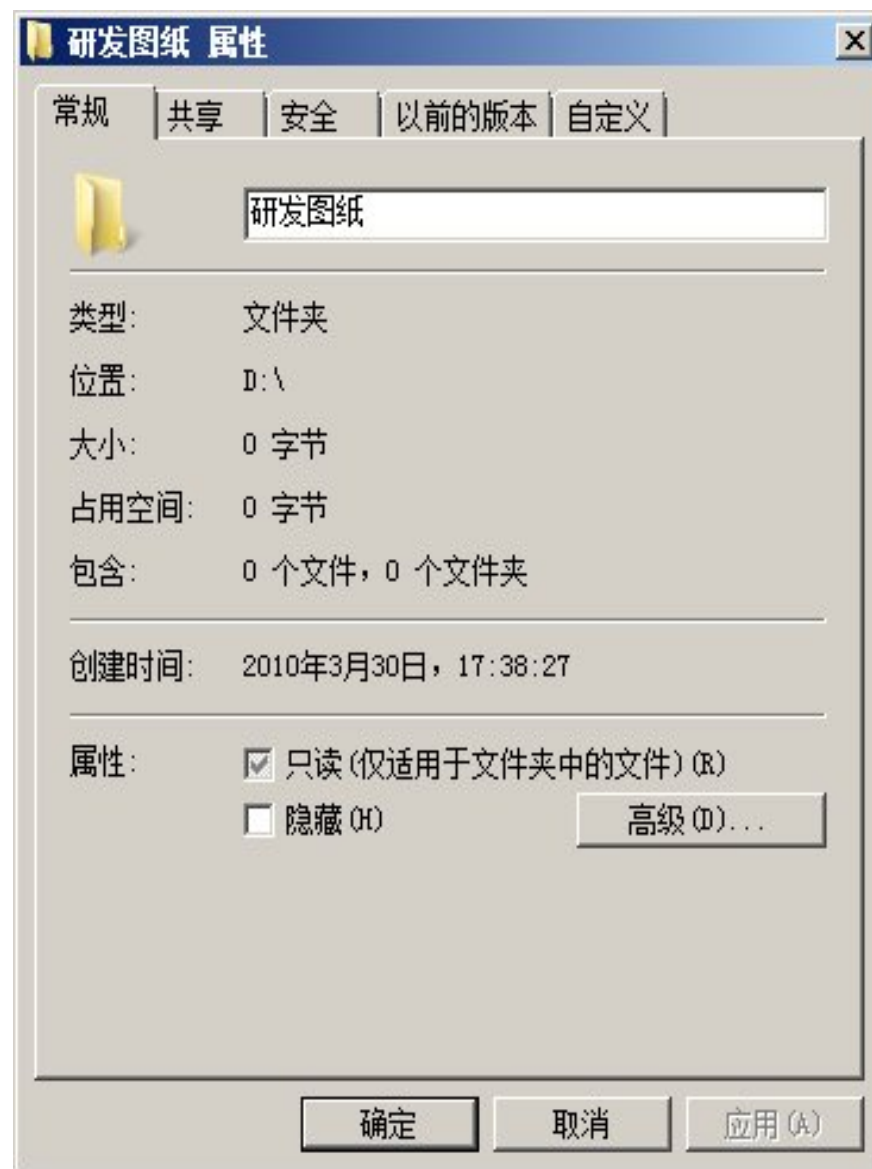 研发图纸 属性
常规 共享 安全 以前的版本 自定义
研发图纸
类型: 文件夹
位置: D:\
大小: 0 字节
占用空间: 0 字节
包含: 0 个文件，0 个文件夹
创建时间: 2010年3月30日，17:38:27
属性: 只读(仅适用于文件夹中的文件)(R)
隐藏(H) 高级(D)...
确定 取消 应用(A)